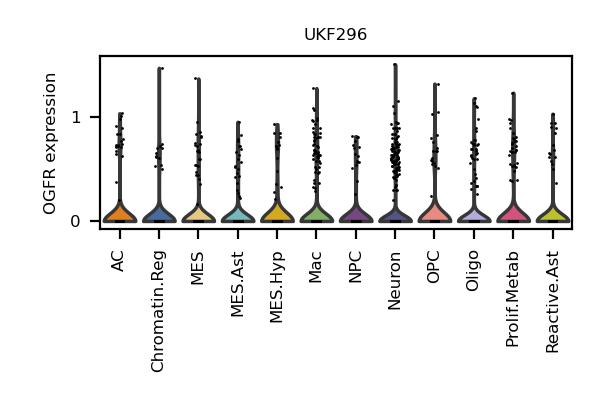 UKF296
OGFR expression
1
0
AC
Chromatin.Reg
MES
MES.Ast
MES.Hyp
Mac
NPC
Neuron
OPC
Oligo
Prolif.Metab
Reactive.Ast